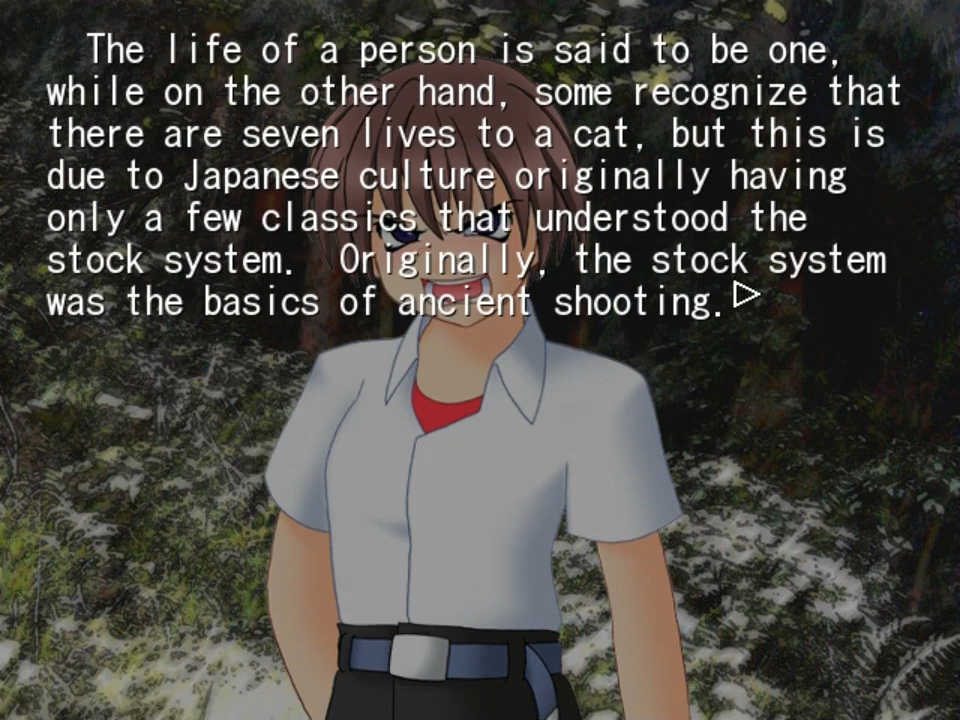 The life of a person is said to be one,
while on the other hand, some recognize that
there are seven lives to a cat, but this is
due to Japanese culture originally having
only a few classics that understood the
stock system.  Originally, the stock system
was the basics of ancient shooting.